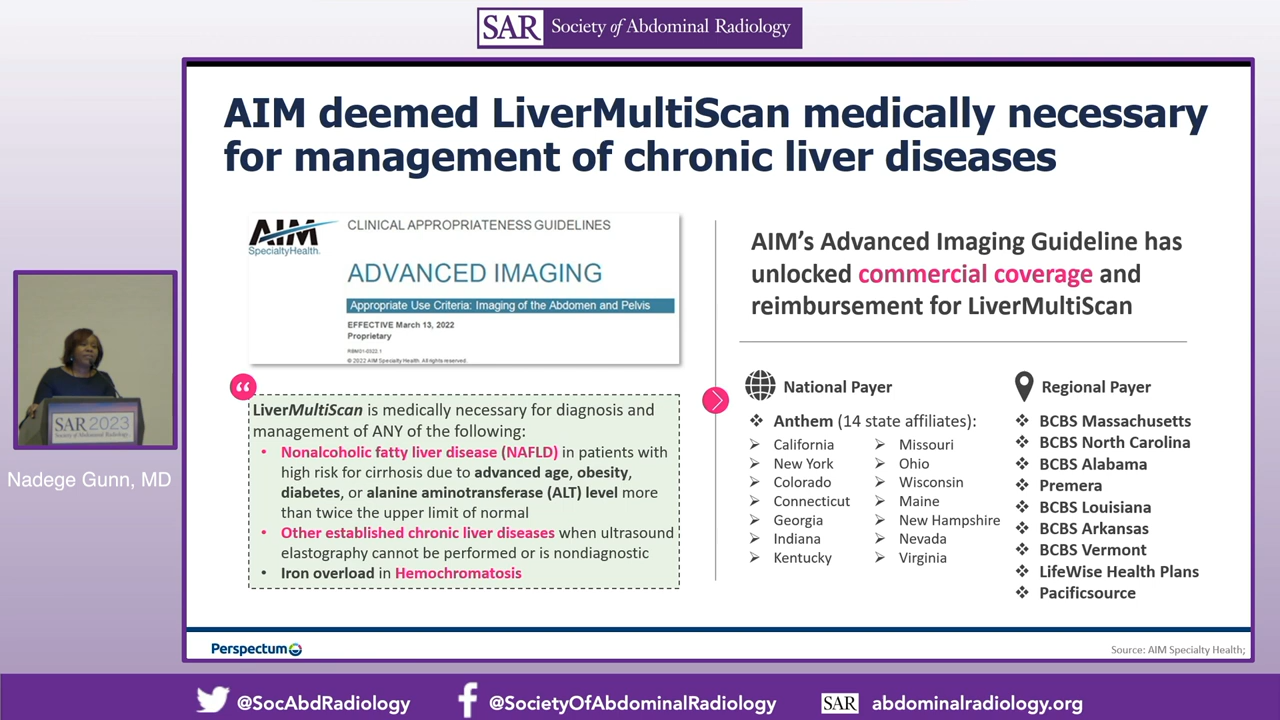 SAR Society of Abdominal Radiology
AIM deemed LiverMultiScan medically necessary
for management of chronic liver diseases
AIM
SpecialtyHealth
CLINICAL APPROPRIATENESS GUIDELINES
ADVANCED IMAGING
Appropriate Use Criteria: Imaging of the Abdomen and Pelvis
EFFECTIVE March 13, 2022
Proprietary
RBM01-0322.1
© 2022 AIM Specialty Health. All rights reserved.
LiverMultiScan is medically necessary for diagnosis and
management of ANY of the following:
• Nonalcoholic fatty liver disease (NAFLD) in patients with
high risk for cirrhosis due to advanced age, obesity,
diabetes, or alanine aminotransferase (ALT) level more
than twice the upper limit of normal
• Other established chronic liver diseases when ultrasound
elastography cannot be performed or is nondiagnostic
• Iron overload in Hemochromatosis
AIM's Advanced Imaging Guideline has
unlocked commercial coverage and
reimbursement for LiverMultiScan
National Payer
Anthem (14 state affiliates):
California
New York
Colorado
Connecticut
Georgia
Indiana
Kentucky
Missouri
Ohio
Wisconsin
Maine
New Hampshire
Nevada
Virginia
Regional Payer
BCBS Massachusetts
BCBS North Carolina
BCBS Alabama
Premera
BCBS Louisiana
BCBS Arkansas
BCBS Vermont
LifeWise Health Plans
Pacificsource
SAR 2023
Society of Abdominal Radiology
Nadege Gunn, MD
Perspectum
Source: AIM Specialty Health;
@SocAbdRadiology
@SocietyOfAbdominalRadiology
SAR abdominalradiology.org